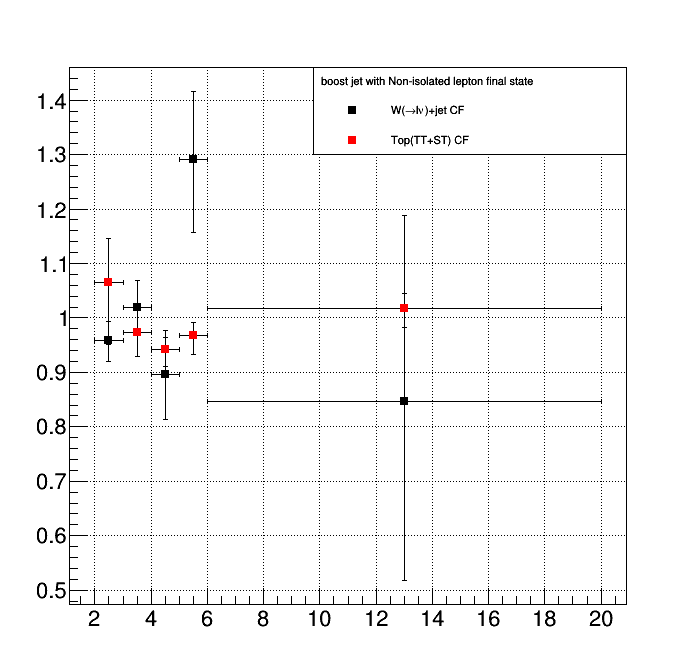 boost jet with Non-isolated lepton final state
W(→lν)+jet CF
Top(TT+ST) CF
1.4
1.3
1.2
1.1
1
0.9
0.8
0.7
0.6
0.5
2 4 6 8 10 12 14 16 18 20